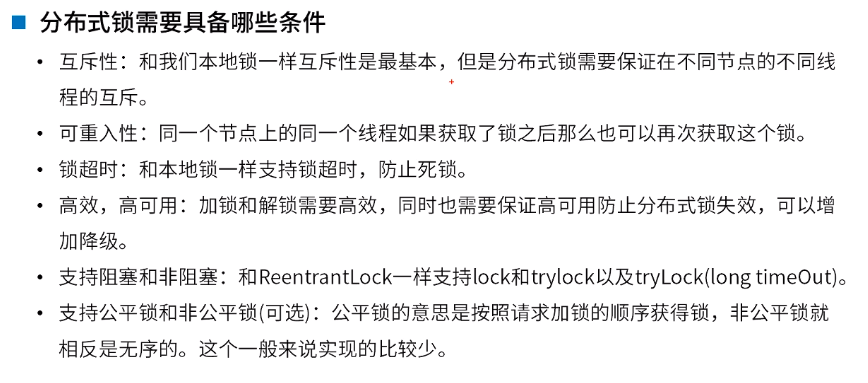 ■ 分布式锁需要具备哪些条件
• 互斥性：和我们本地锁一样互斥性是最基本，但是分布式锁需要保证在不同节点的不同线
程的互斥。
• 可重入性：同一个节点上的同一个线程如果获取了锁之后那么也可以再次获取这个锁。
• 锁超时：和本地锁一样支持锁超时，防止死锁。
• 高效，高可用：加锁和解锁需要高效，同时也需要保证高可用防止分布式锁失效，可以增
加降级。
• 支持阻塞和非阻塞：和ReentrantLock一样支持lock和trylock以及tryLock(long timeOut)。
• 支持公平锁和非公平锁(可选)：公平锁的意思是按照请求加锁的顺序获得锁，非公平锁就
相反是无序的。这个一般来说实现的比较少。